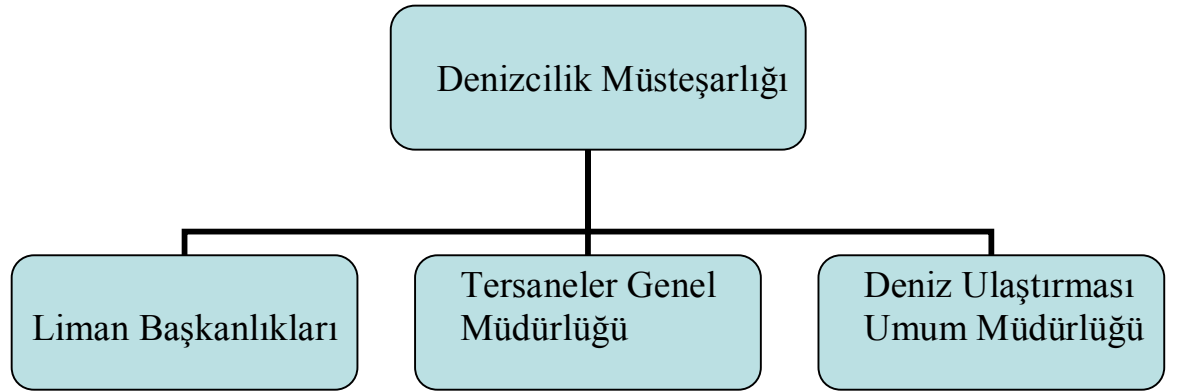 Denizcilik Müsteşarlığı
Liman Başkanlıkları
Tersaneler Genel
Müdürlüğü
Deniz Ulaştırması
Umum Müdürlüğü